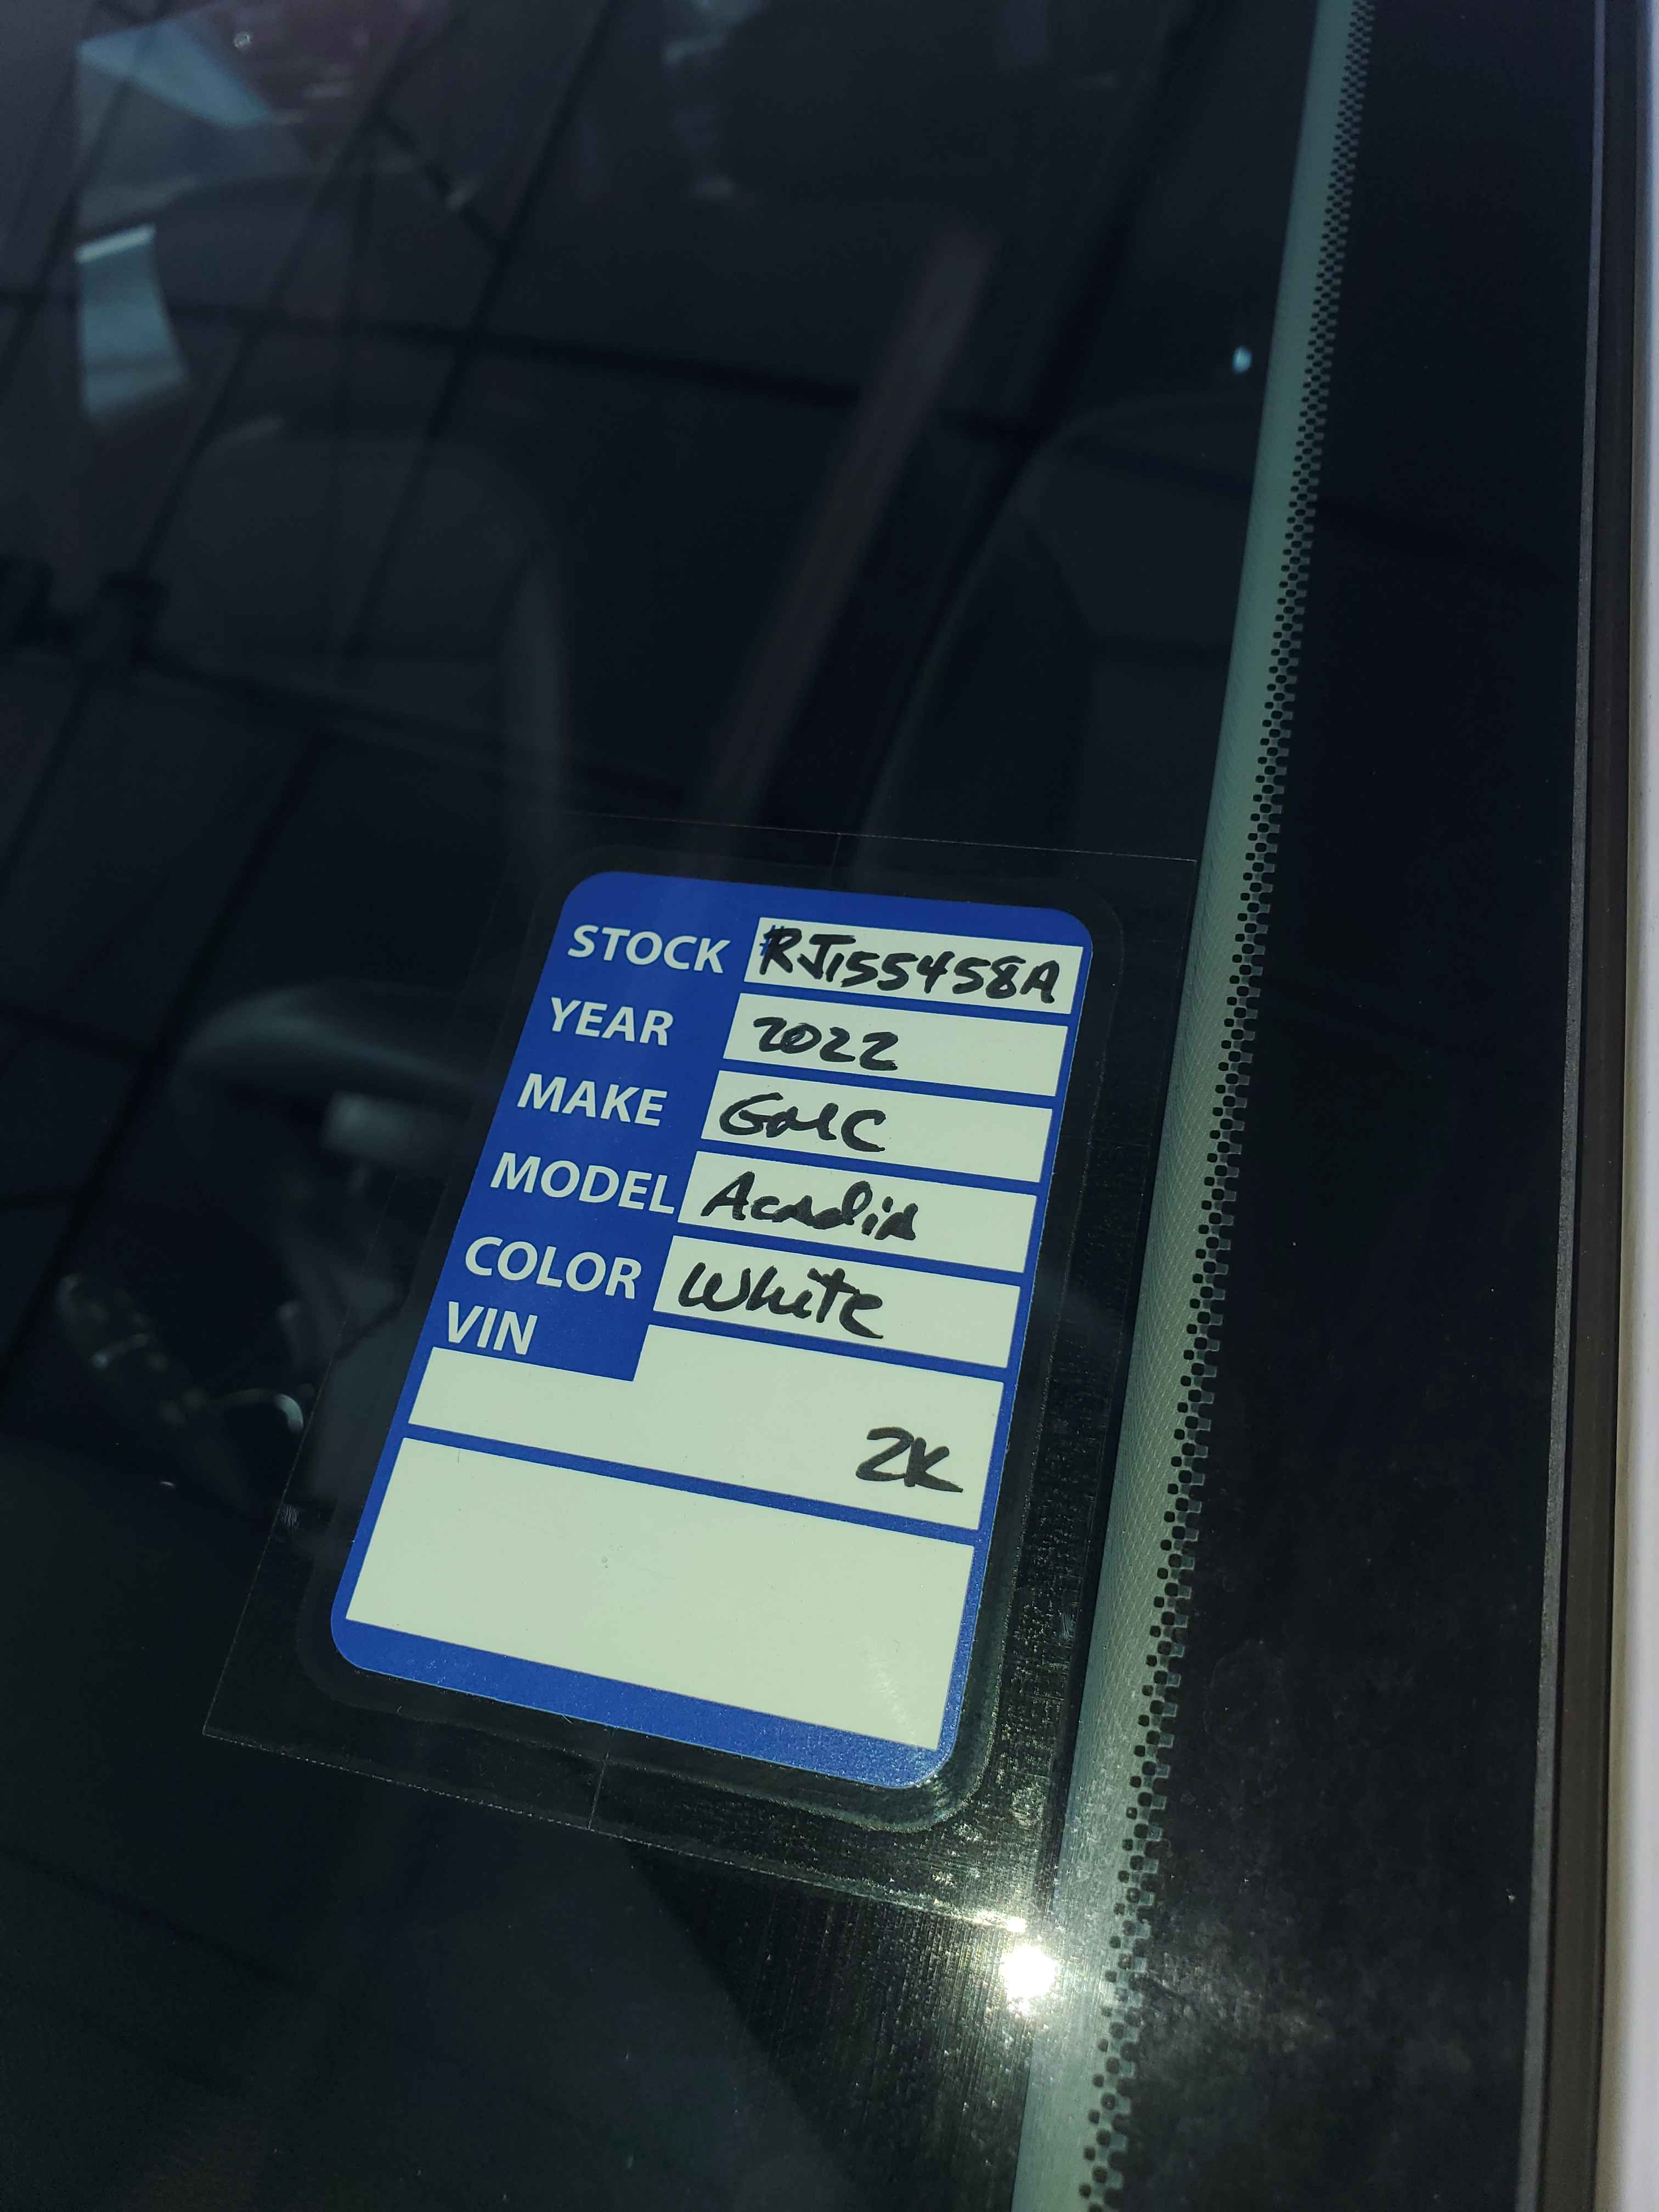 STOCK #RJ155458A
YEAR 2022
MAKE GMC
MODEL Acadia
COLOR White
VIN
2K